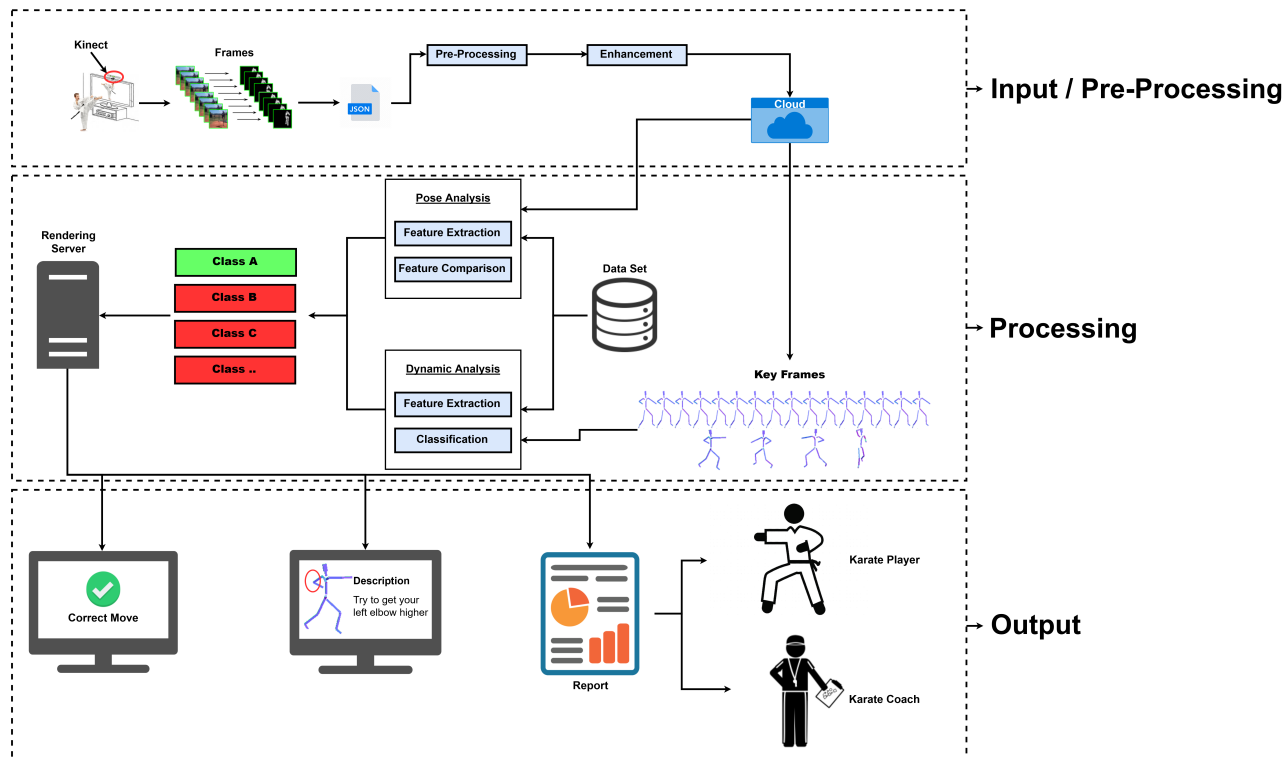 Kinect
Frames
JSON
Pre-Processing
Enhancement
Cloud
Input / Pre-Processing
Pose Analysis
Feature Extraction
Feature Comparison
Rendering
Server
Class A
Class B
Class C
Class ..
Data Set
Processing
Dynamic Analysis
Feature Extraction
Classification
Key Frames
Correct Move
Description
Try to get your
left elbow higher
Report
Karate Player
Karate Coach
Output